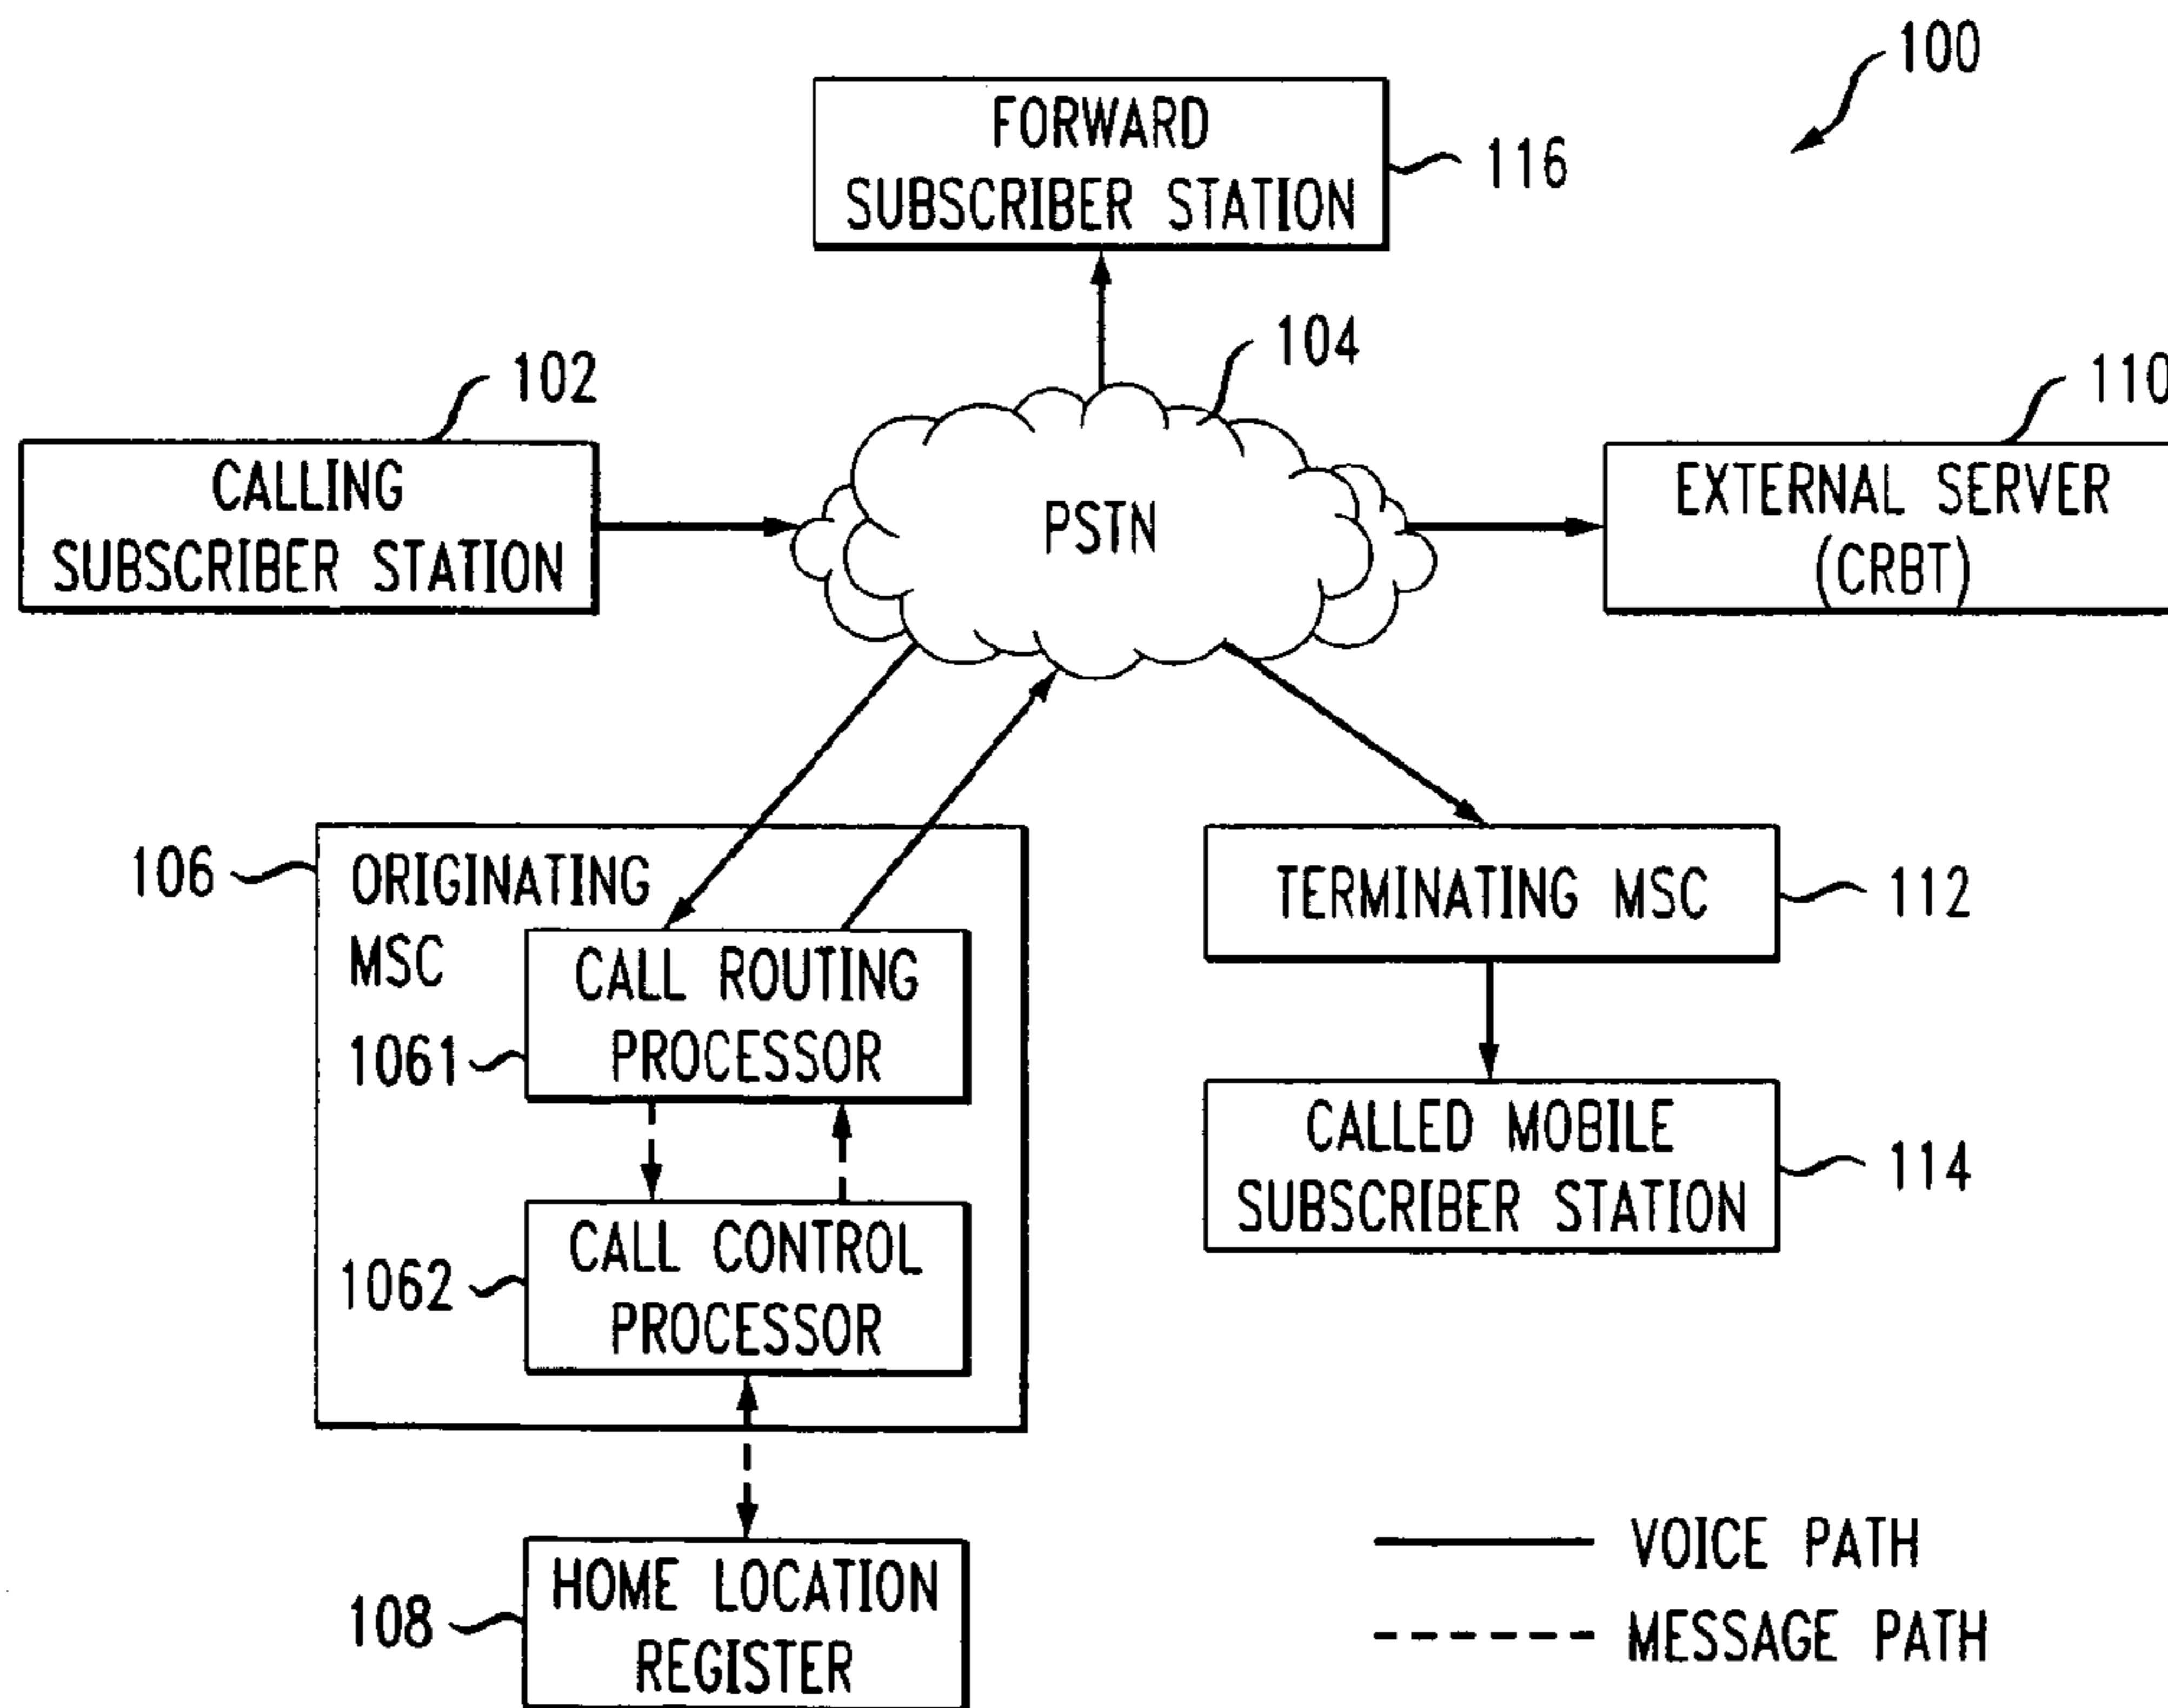 100
FORWARD
SUBSCRIBER STATION
116
104
102
110
CALLING
SUBSCRIBER STATION
PSTN
EXTERNAL SERVER
(CRBT)
106
ORIGINATING
MSC
CALL ROUTING
PROCESSOR
1061
TERMINATING MSC
112
CALLED MOBILE
SUBSCRIBER STATION
114
CALL CONTROL
PROCESSOR
1062
HOME LOCATION
REGISTER
108
VOICE PATH
MESSAGE PATH